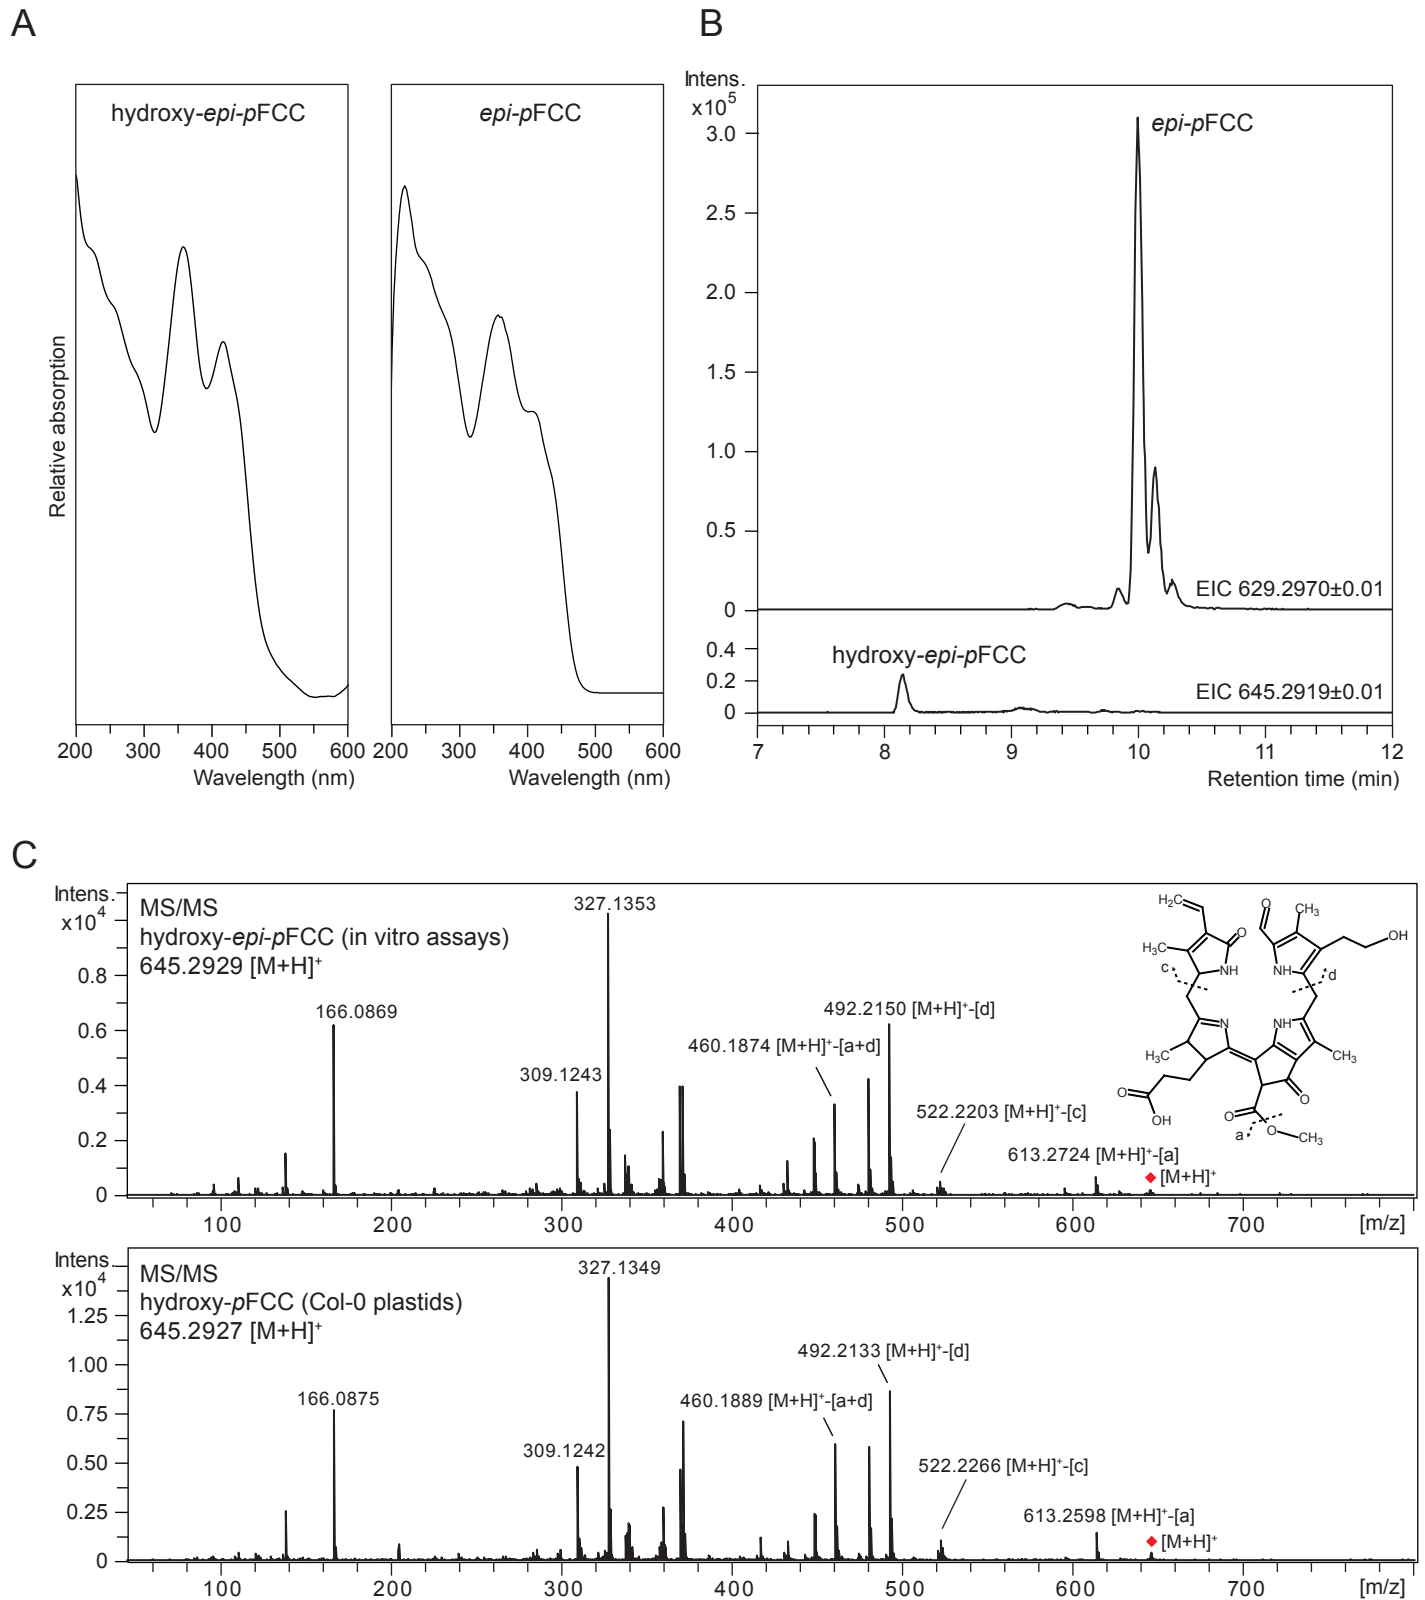 A
hydroxy-epi-pFCC
epi-pFCC
Relative absorption
200 300 400 500 600
Wavelength (nm)
200 300 400 500 600
Wavelength (nm)
B
Intens.
x10⁵
3.0
epi-pFCC
2.5
2.0
1.5
1.0
0.5
EIC 629.2970±0.01
0
0.4
hydroxy-epi-pFCC
0.2
EIC 645.2919±0.01
0
7 8 9 10 11 12
Retention time (min)
C
Intens.
x10⁴
MS/MS
hydroxy-epi-pFCC (in vitro assays)
645.2929 [M+H]⁺
0.8
0.6
0.4
0.2
0
166.0869
309.1243
327.1353
460.1874 [M+H]⁺-[a+d]
492.2150 [M+H]⁺-[d]
522.2203 [M+H]⁺-[c]
613.2724 [M+H]⁺-[a]
[M+H]⁺
H₂C
O
CH₃
H₃C
O
OH
c
NH
NH
d
N
NH
H₃C
CH₃
O
OH
O
O
a
O
CH₃
100 200 300 400 500 600 700 [m/z]
Intens.
x10⁴
MS/MS
hydroxy-pFCC (Col-0 plastids)
645.2927 [M+H]⁺
1.25
1.00
0.75
0.50
0.25
0
166.0875
309.1242
327.1349
460.1889 [M+H]⁺-[a+d]
492.2133 [M+H]⁺-[d]
522.2266 [M+H]⁺-[c]
613.2598 [M+H]⁺-[a]
[M+H]⁺
100 200 300 400 500 600 700 [m/z]